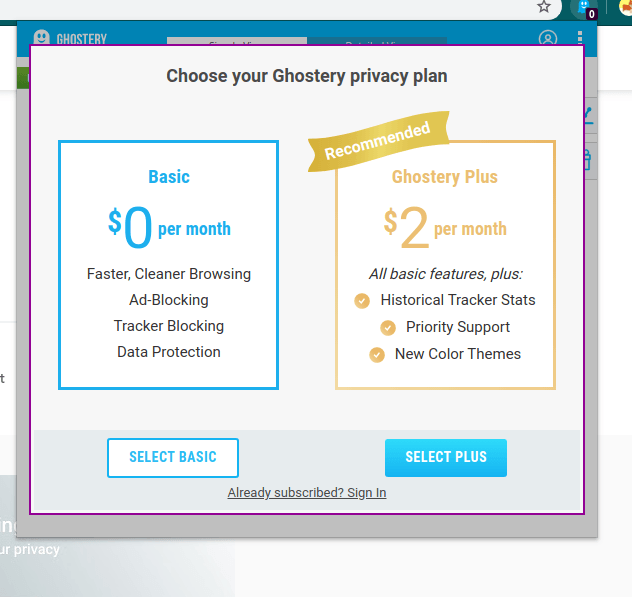 0
GHOSTERY
Choose your Ghostery privacy plan
Recommended
Basic
$0 per month
Faster, Cleaner Browsing
Ad-Blocking
Tracker Blocking
Data Protection
Ghostery Plus
$2 per month
All basic features, plus:
Historical Tracker Stats
Priority Support
New Color Themes
SELECT BASIC
SELECT PLUS
Already subscribed? Sign In
privacy